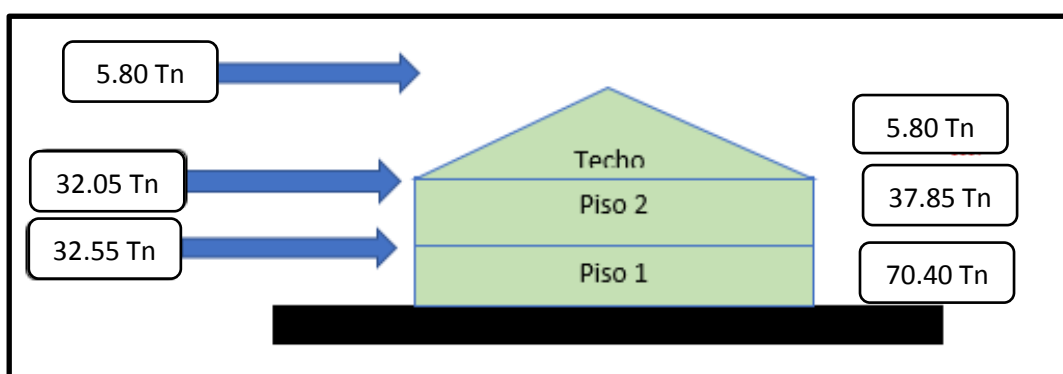 5.80 Tn
5.80 Tn
Techo
32.05 Tn
Piso 2
37.85 Tn
32.55 Tn
Piso 1
70.40 Tn